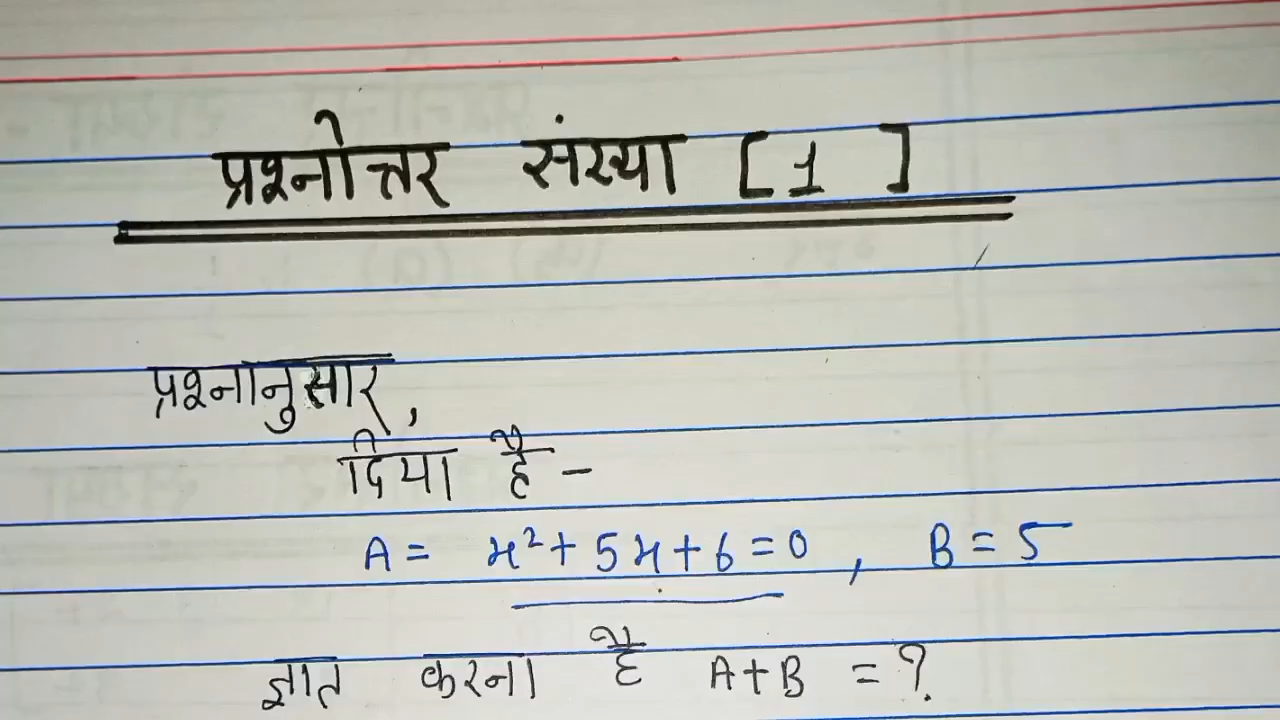 प्रश्नोत्तर संख्या [ 1 ]
प्रश्नानुसार,
दिया है -
A = x² + 5x + 6 = 0 , B = 5
ज्ञात करना है A+B = ?